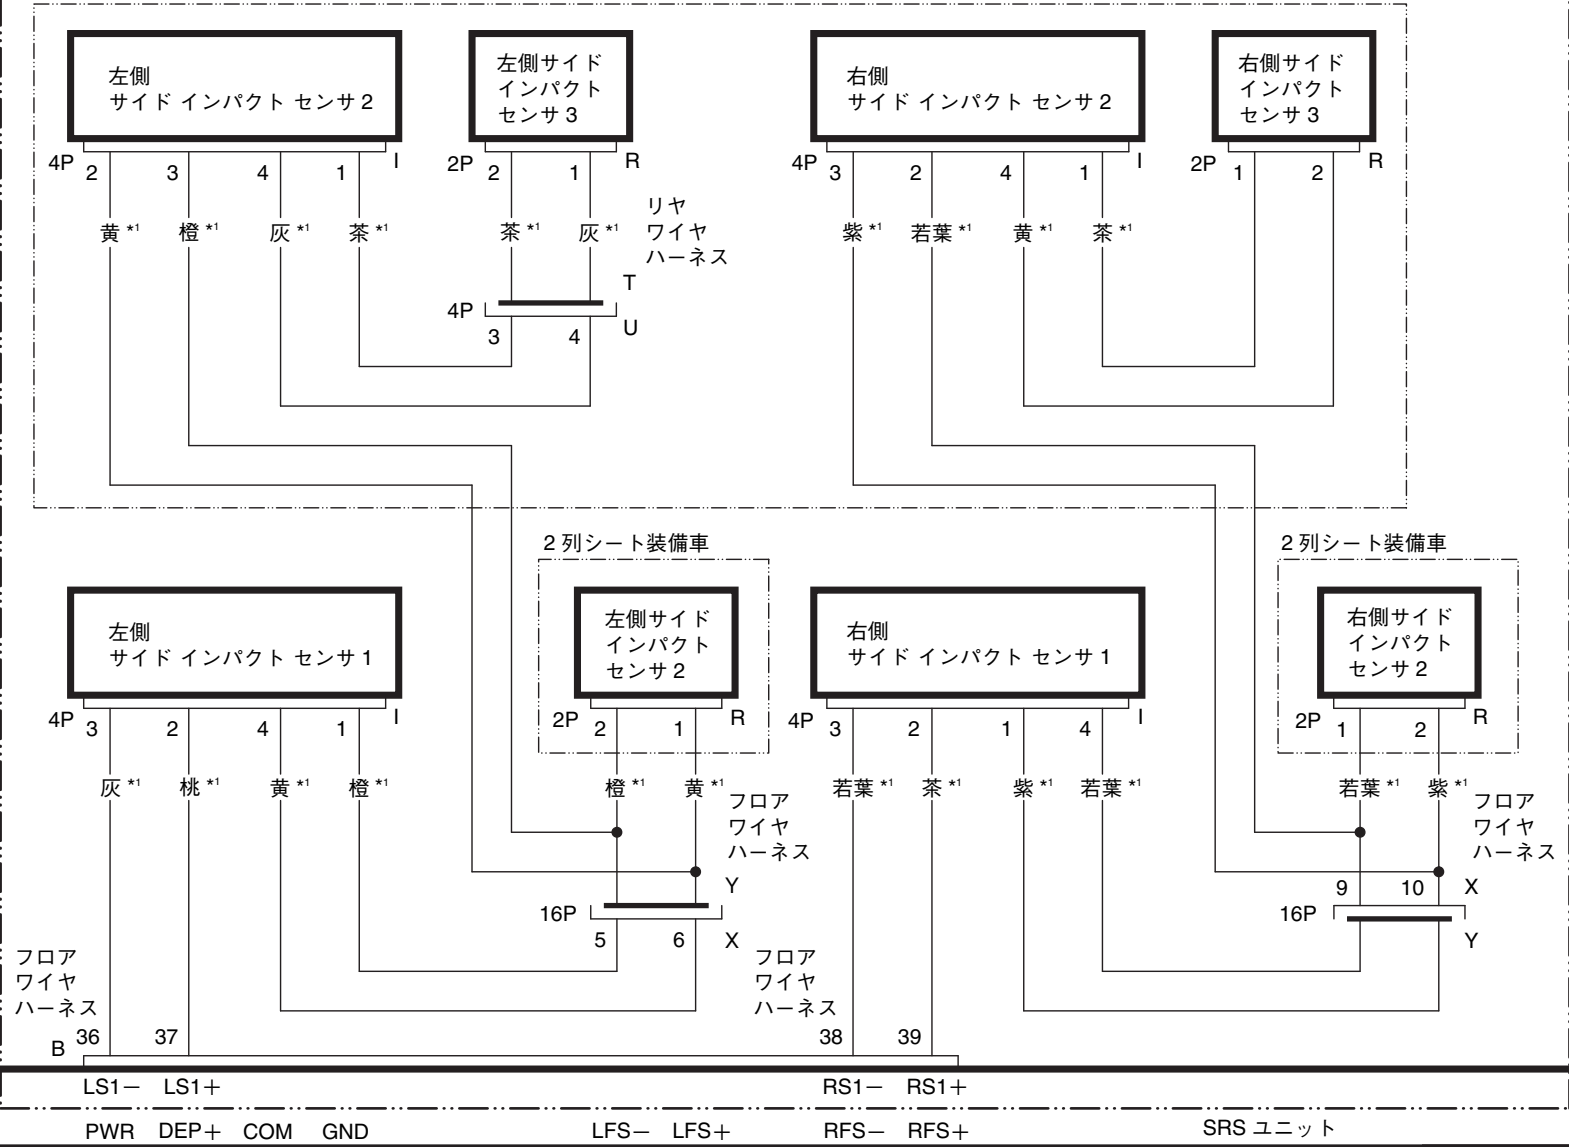 左側
サイド インパクト センサ 2
左側サイド
インパクト
センサ 3
右側
サイド インパクト センサ 2
右側サイド
インパクト
センサ 3
4P 2 3 4 1 I
2P 2 1 R
4P 3 2 4 1 I
2P 1 2 R
黄 *1 橙 *1 灰 *1 茶 *1
茶 *1 灰 *1
リヤ
ワイヤ
ハーネス
紫 *1 若葉 *1 黄 *1 茶 *1
T
4P
U
3 4
2 列シート装備車
2 列シート装備車
左側
サイド インパクト センサ 1
左側サイド
インパクト
センサ 2
右側
サイド インパクト センサ 1
右側サイド
インパクト
センサ 2
4P 3 2 4 1 I
2P 2 1 R
4P 3 2 1 4 I
2P 1 2 R
灰 *1 桃 *1 黄 *1 橙 *1
橙 *1 黄 *1
フロア
ワイヤ
ハーネス
若葉 *1 茶 *1 紫 *1 若葉 *1
若葉 *1 紫 *1
フロア
ワイヤ
ハーネス
Y
16P
5 6 X
9 10 X
16P
Y
フロア
ワイヤ
ハーネス
フロア
ワイヤ
ハーネス
B 36 37 38 39
LS1− LS1+ RS1− RS1+
PWR DEP+ COM GND LFS− LFS+ RFS− RFS+ SRS ユニット